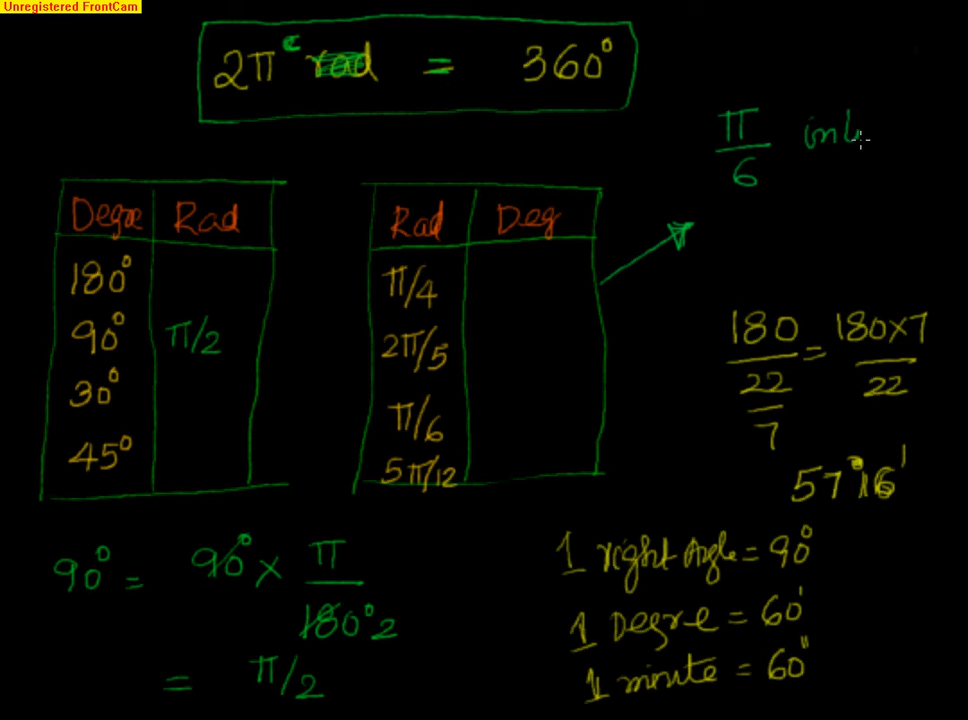 Unregistered FrontCam
2π ᶜ rad = 360°
π/6 in
Degre Rad
180°
90° π/2
30°
45°
Rad Deg
π/4
2π/5
π/6
5π/12
180/(22/7) = 180×7/22
57°16'
90° = 90° × π/180° 2
= π/2
1 right Angle = 90°
1 Degre = 60'
1 minute = 60"